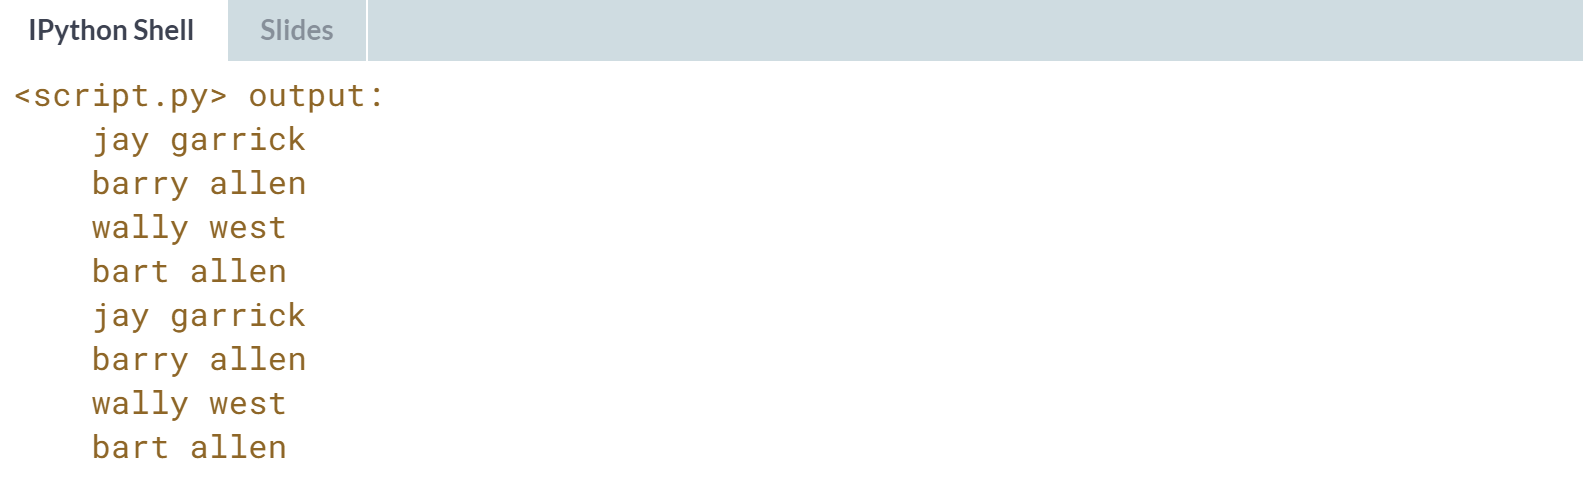 IPython Shell
Slides
<script.py> output:
jay garrick
barry allen
wally west
bart allen
jay garrick
barry allen
wally west
bart allen